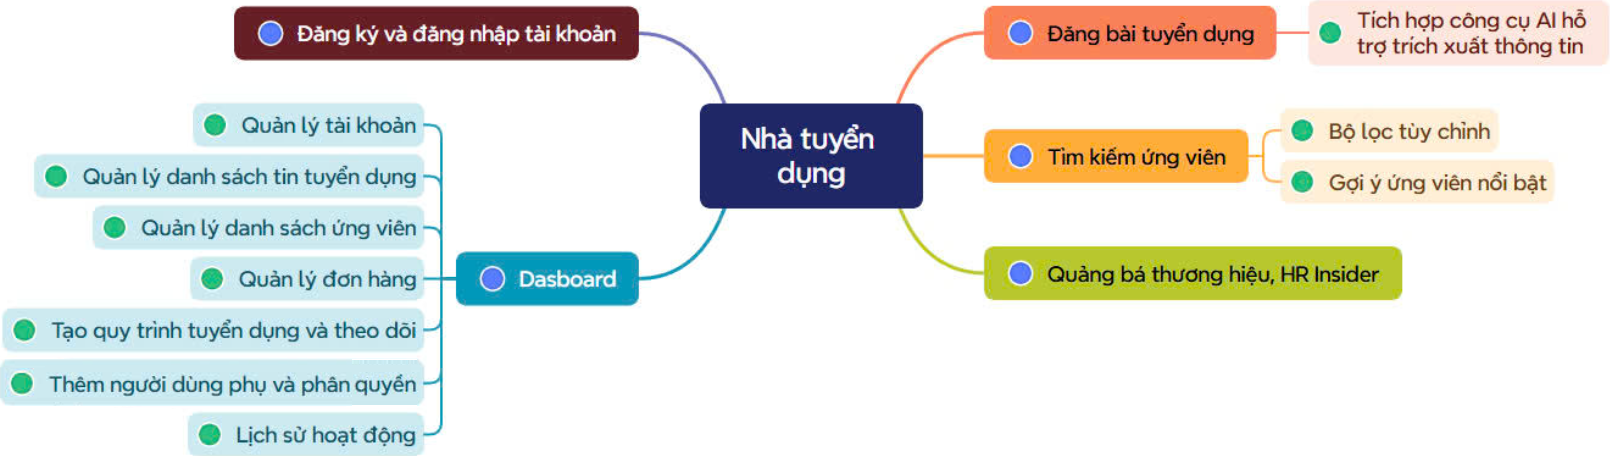 Đăng ký và đăng nhập tài khoản
Quản lý tài khoản
Quản lý danh sách tin tuyển dụng
Quản lý danh sách ứng viên
Quản lý đơn hàng
Tạo quy trình tuyển dụng và theo dõi
Thêm người dùng phụ và phân quyền
Lịch sử hoạt động
Dasboard
Nhà tuyển
dụng
Đăng bài tuyển dụng
Tích hợp công cụ AI hỗ
trợ trích xuất thông tin
Tìm kiếm ứng viên
Bộ lọc tùy chỉnh
Gợi ý ứng viên nổi bật
Quảng bá thương hiệu, HR Insider